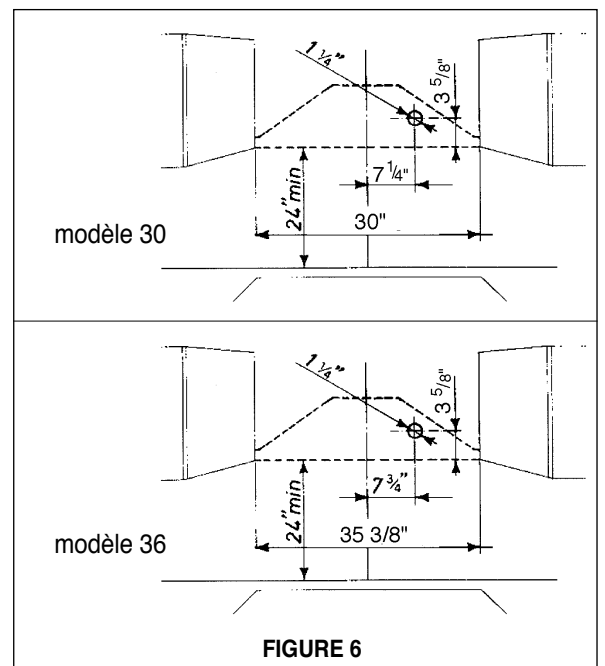 1 1/4"
3 5/8"
7 1/4"
24" min
30"
modèle 30
1 1/4"
3 5/8"
7 3/4"
24" min
35 3/8"
modèle 36
FIGURE 6